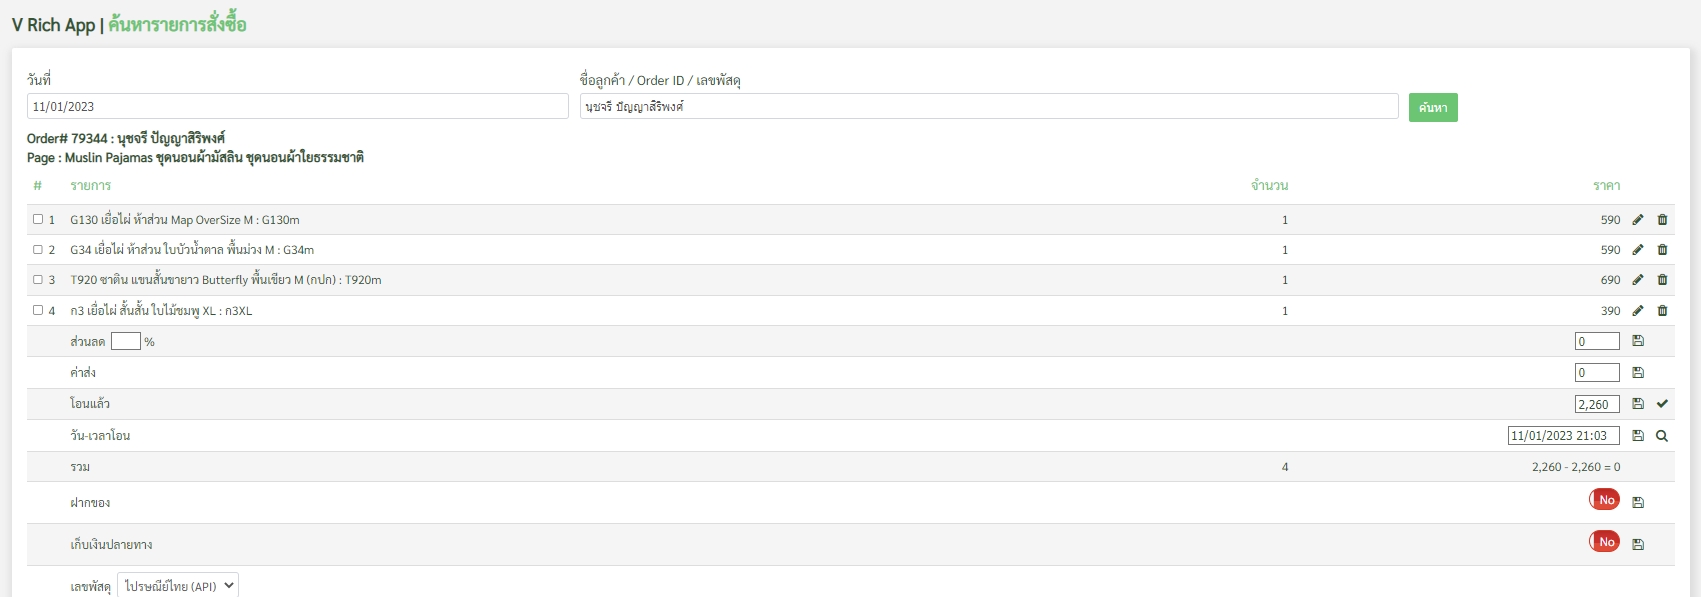 V Rich App | ค้นหารายการสั่งซื้อ
วันที่ ชื่อลูกค้า / Order ID / เลขพัสดุ
11/01/2023 นุชจรี ปัญญาสิริพงศ์ ค้นหา
Order# 79344 : นุชจรี ปัญญาสิริพงศ์
Page : Muslin Pajamas ชุดนอนผ้ามัสลิน ชุดนอนผ้าใยธรรมชาติ
# รายการ จำนวน ราคา
1 G130 เยื่อไผ่ ห้าส่วน Map OverSize M : G130m 1 590
2 G34 เยื่อไผ่ ห้าส่วน ใบบัวน้ำตาล พื้นม่วง M : G34m 1 590
3 T920 ซาติน แขนสั้นขายาว Butterfly พื้นเขียว M (กปก) : T920m 1 690
4 ก3 เยื่อไผ่ สั้นสั้น ใบไม้ชมพู XL : ก3XL 1 390
ส่วนลด % 0
ค่าส่ง 0
โอนแล้ว 2,260
วัน-เวลาโอน 11/01/2023 21:03
รวม 4 2,260 - 2,260 = 0
ฝากของ No
เก็บเงินปลายทาง No
เลขพัสดุ ไปรษณีย์ไทย (API)